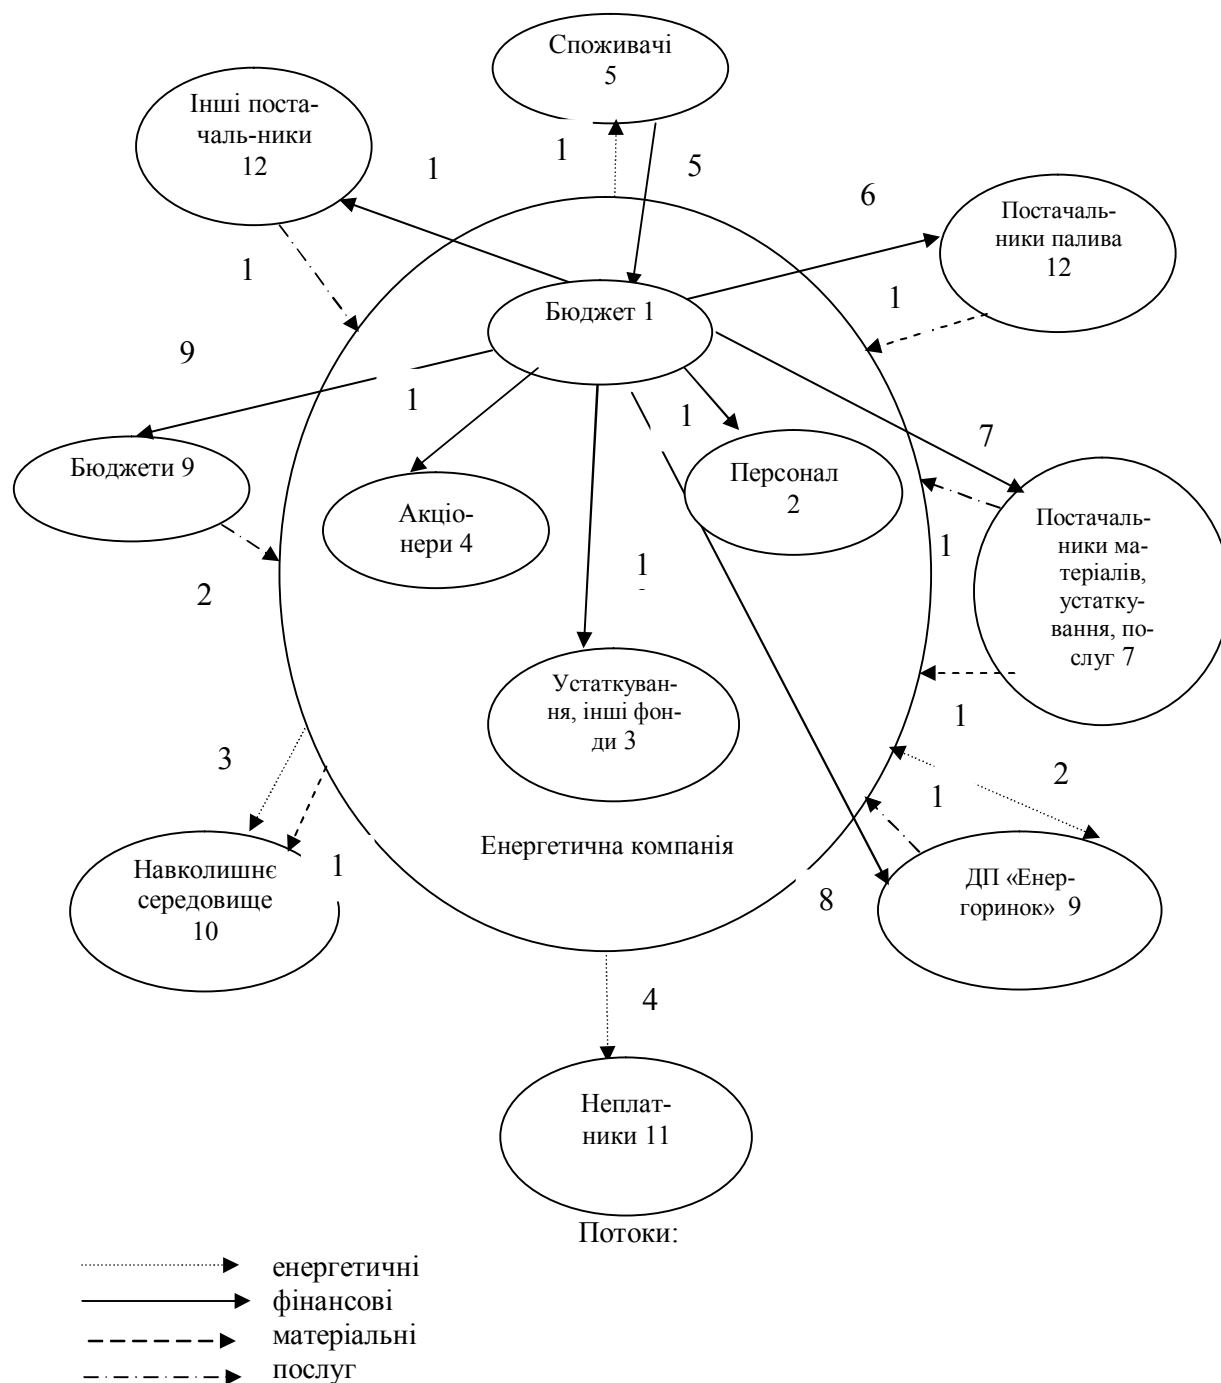 Споживачі
5
Інші поста-
чаль-ники
12
1
5
1
6
Постачаль-
ники палива
12
1
1
Бюджет 1
9
1
1
7
Бюджети 9
Персонал
2
Акціо-
нери 4
Постачаль-
ники ма-
теріалів,
устатку-
вання, по-
слуг 7
1
1
2
Устаткуван-
ня, інші фон-
ди 3
1
3
2
1
Енергетична компанія
Навколишнє
середовище
10
1
8
ДП «Енер-
горинок» 9
4
Неплат-
ники 11
Потоки:
енергетичні
фінансові
матеріальні
послуг